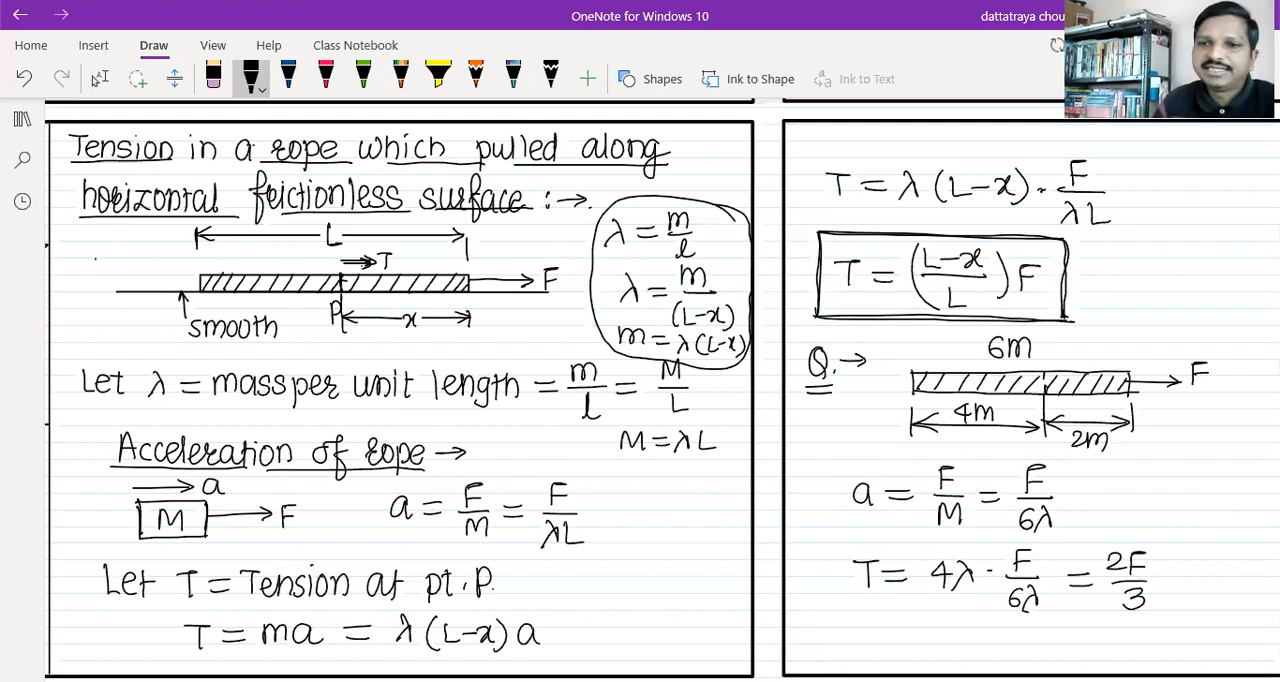 OneNote for Windows 10
dattatraya chou
Home Insert Draw View Help Class Notebook
Shapes Ink to Shape Ink to Text
Tension in a rope which pulled along
horizontal frictionless surface :→.
L
T
F
P
x
smooth
λ = m/l
λ = m/(L-x)
m = λ(L-x)
Let λ = mass per unit length = m/l = M/L
M = λL
Acceleration of rope →
a
M F
a = F/M = F/λL
Let T = Tension at pt. P.
T = ma = λ(L-x) a
T = λ(L-x) · F/λL
T = (L-x/L) F
Q. →
6m
F
4m
2m
a = F/M = F/6λ
T = 4λ · F/6λ = 2F/3